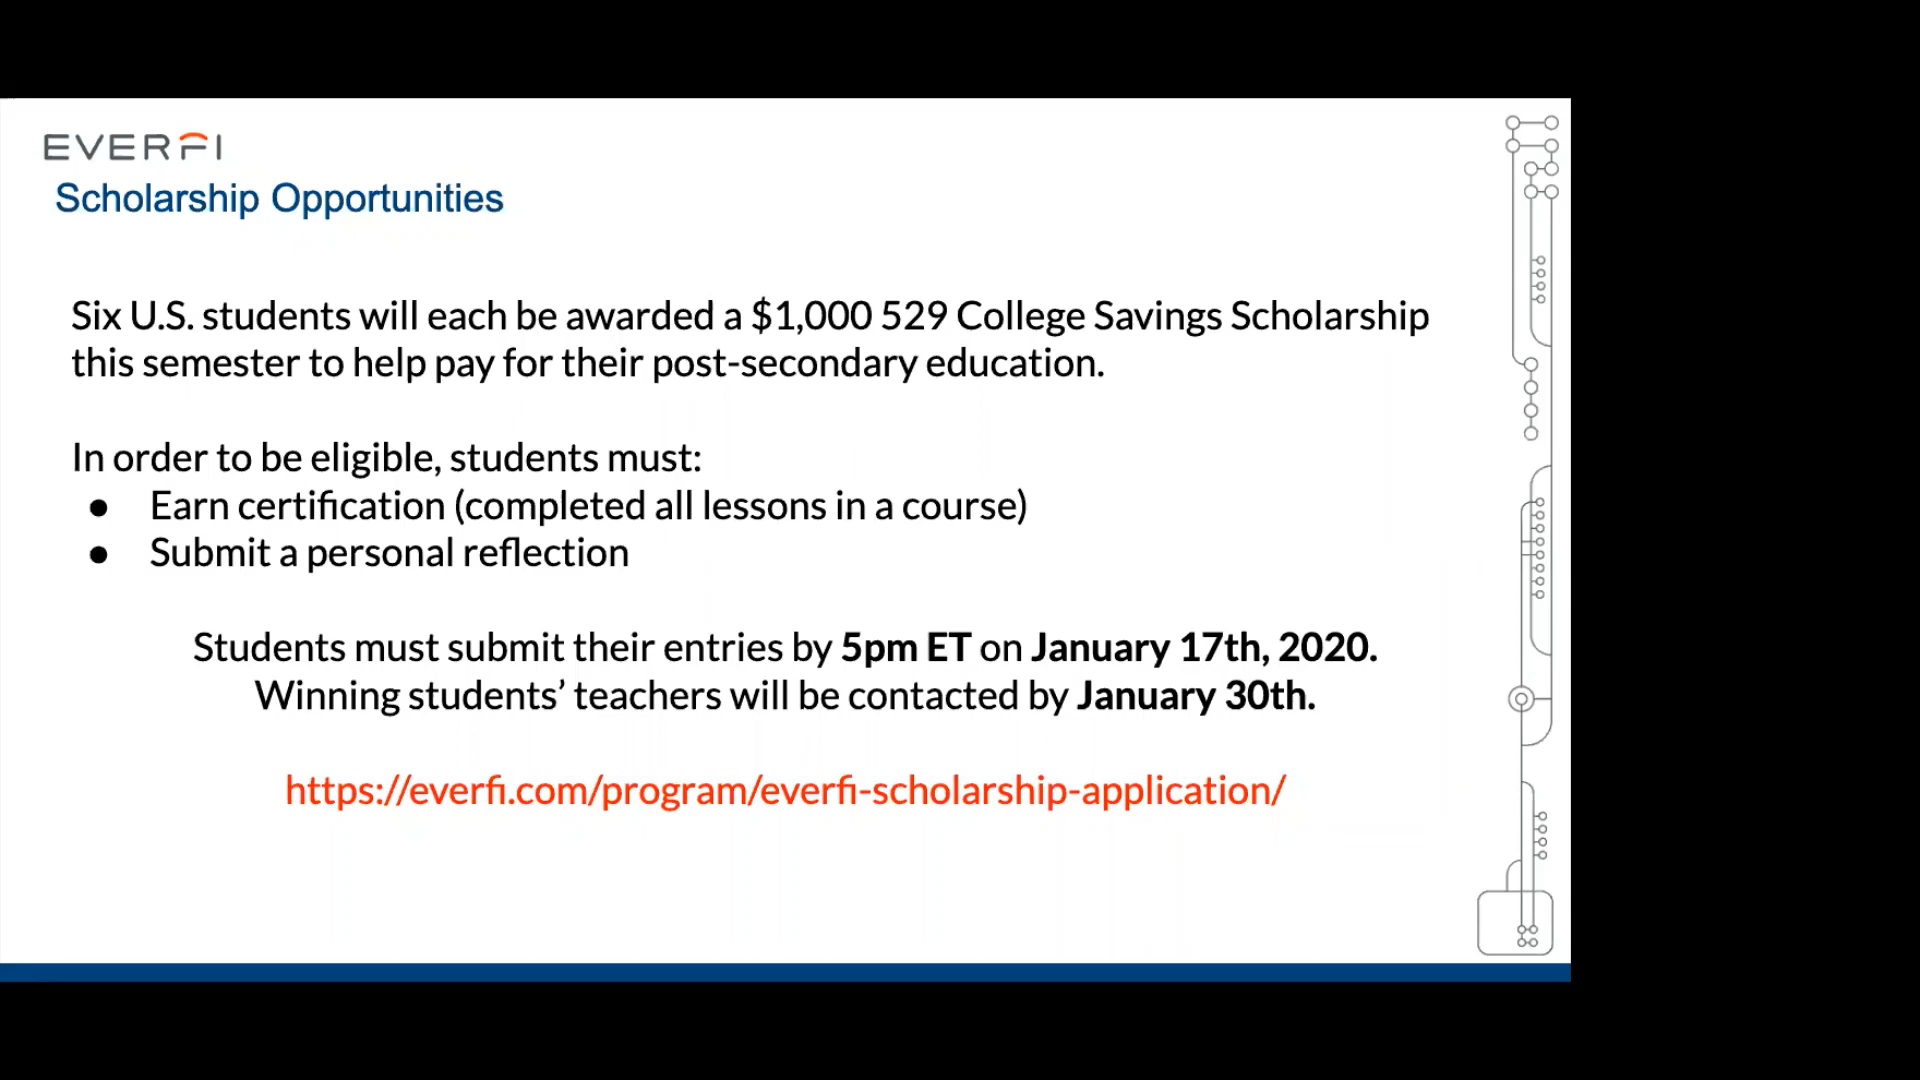 EVERFI
Scholarship Opportunities
Six U.S. students will each be awarded a $1,000 529 College Savings Scholarship
this semester to help pay for their post-secondary education.
In order to be eligible, students must:
● Earn certification (completed all lessons in a course)
● Submit a personal reflection
Students must submit their entries by 5pm ET on January 17th, 2020.
Winning students’ teachers will be contacted by January 30th.
https://everfi.com/program/everfi-scholarship-application/